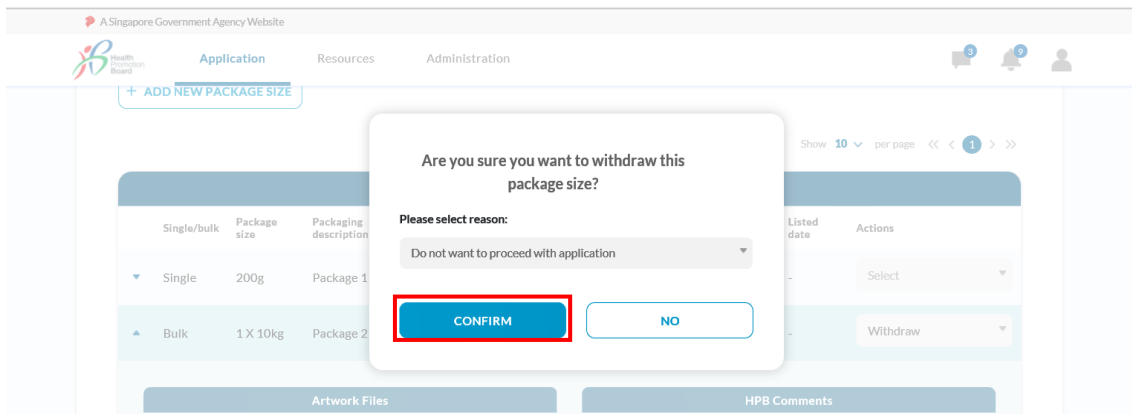 A Singapore Government Agency Website
Health
Promotion
Board
Application
Resources
Administration
3
9
+ ADD NEW PACKAGE SIZE
Show 10 per page << < 1 > >>
Are you sure you want to withdraw this
package size?
Please select reason:
Do not want to proceed with application
CONFIRM
NO
Single/bulk
Package
size
Packaging
description
Listed
date
Actions
Single
200g
Package 1
-
Select
Bulk
1 X 10kg
Package 2
-
Withdraw
Artwork Files
HPB Comments